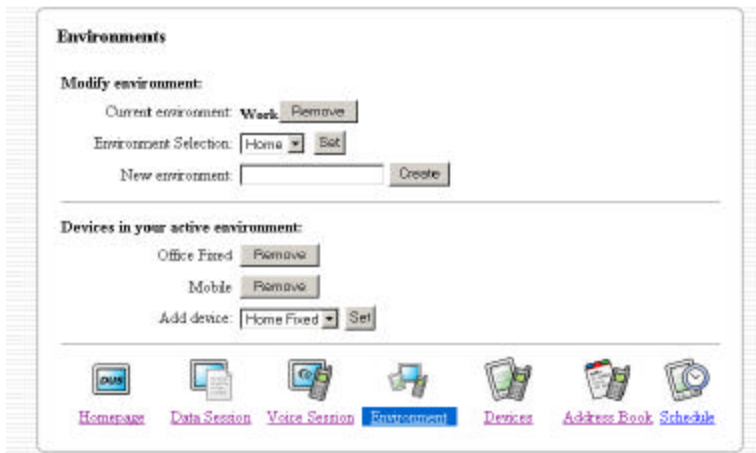 Environments
Modify environment:
Current environment: Work Remove
Environment Selection: Home Set
New environment: Create
Devices in your active environment:
Office Fixed Remove
Mobile Remove
Add device: Home Fixed Set
DUS
Homepage Data Session Voice Session Environment Devices Address Book Schedule